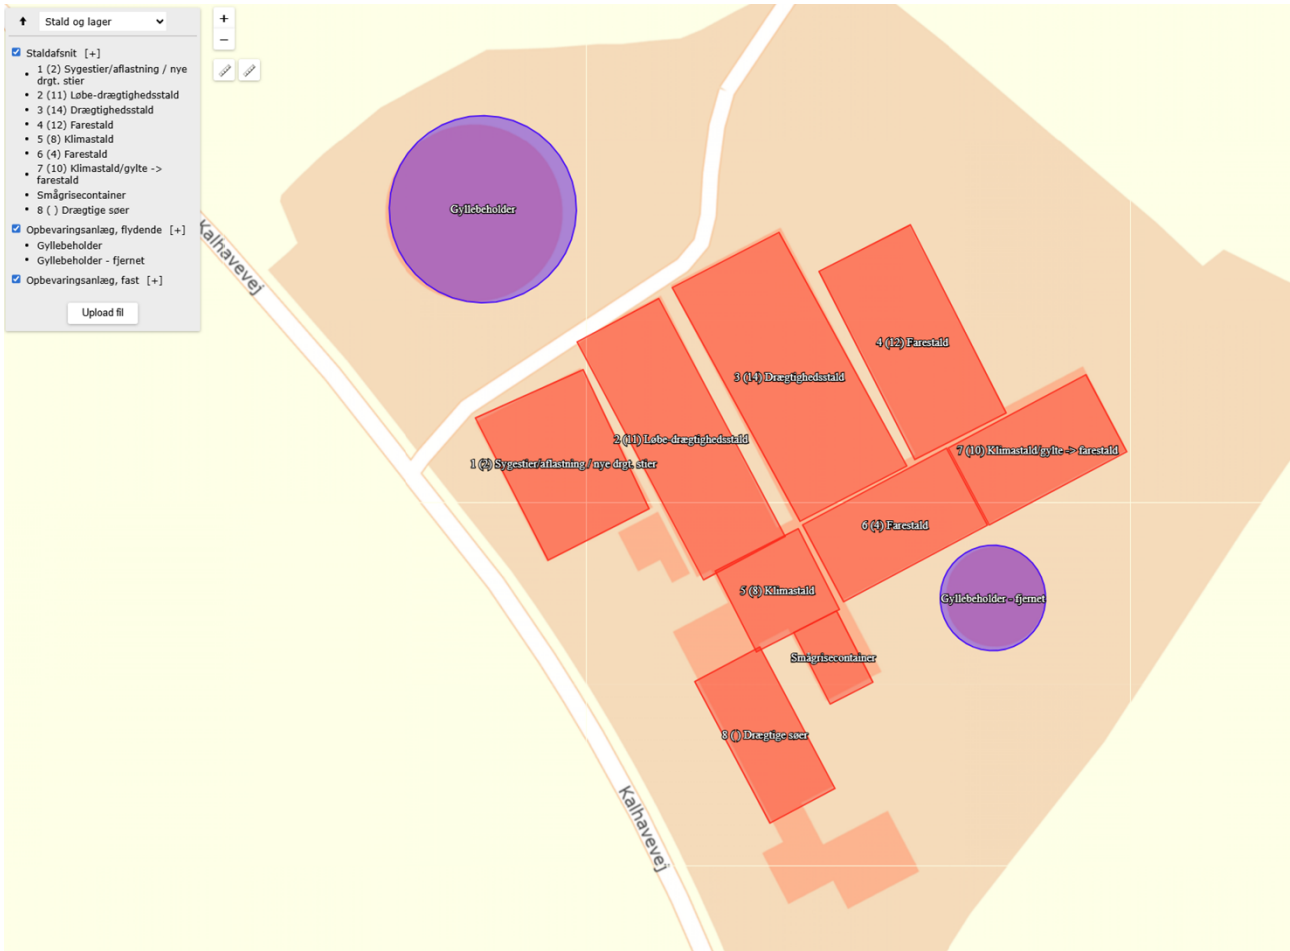 Stald og lager
Staldafsnit [+]
1 (2) Sygestier/aflastning / nye
drgt. stier
2 (11) Løbe-drægtighedsstald
3 (14) Drægtighedsstald
4 (12) Farestald
5 (8) Klimastald
6 (4) Farestald
7 (10) Klimastald/gylte ->
farestald
Smågrisecontainer
8 ( ) Drægtige søer
Opbevaringsanlæg, flydende [+]
Gyllebeholder
Gyllebeholder - fjernet
Opbevaringsanlæg, fast [+]
Upload fil
+
−
Kalhavevej
Gyllebeholder
4 (12) Farestald
3 (14) Drægtighedsstald
2 (11) Løbe-drægtighedsstald
7 (10) Klimastald/gylte -> farestald
1 (2) Sygestier/aflastning / nye drgt. stier
6 (4) Farestald
5 (8) Klimastald
Gyllebeholder - fjernet
Smågrisecontainer
8 () Drægtige søer
Kalhavevej